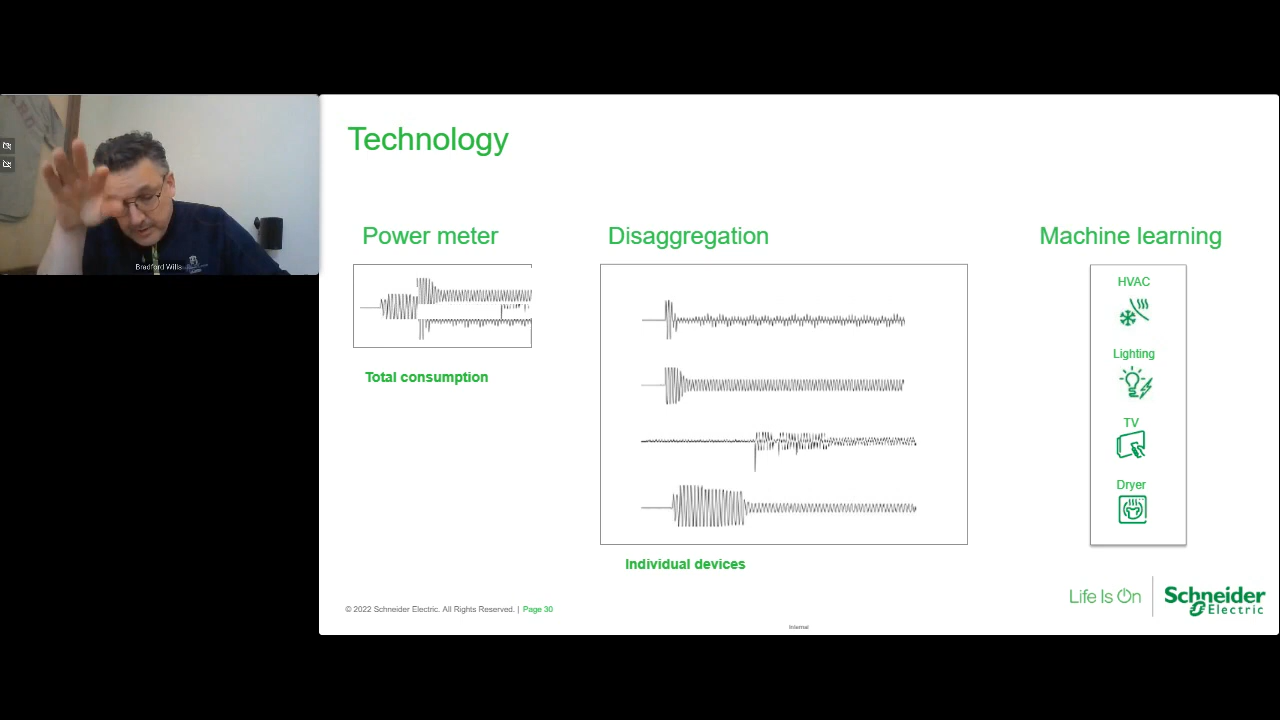 Technology
Power meter
Disaggregation
Machine learning
HVAC
Lighting
TV
Dryer
Total consumption
Individual devices
Bradford Wills
© 2022 Schneider Electric. All Rights Reserved. | Page 30
Internal
Life Is On
Schneider
Electric